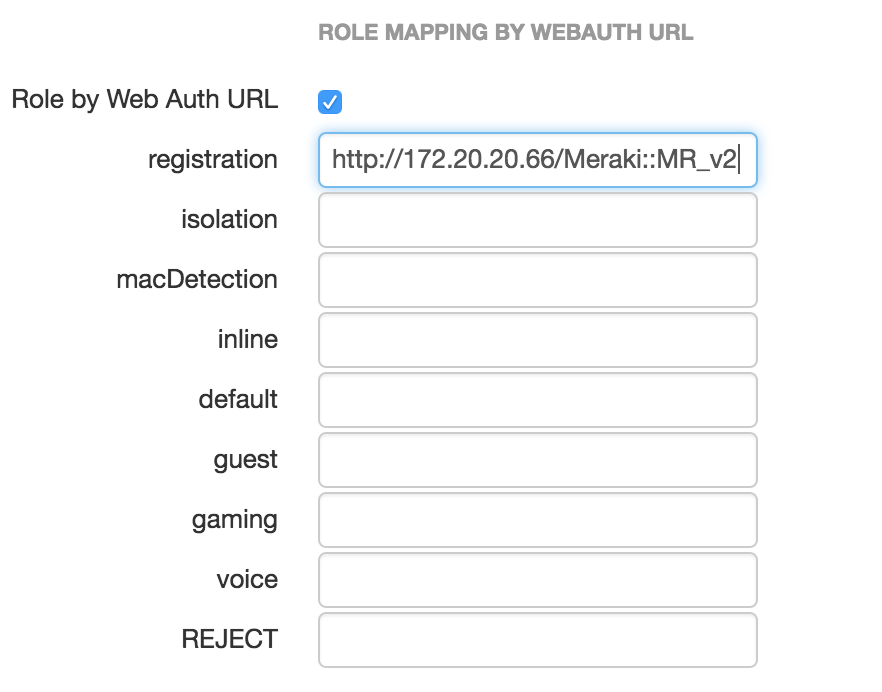 ROLE MAPPING BY WEBAUTH URL
Role by Web Auth URL
registration http://172.20.20.66/Meraki::MR_v2
isolation
macDetection
inline
default
guest
gaming
voice
REJECT